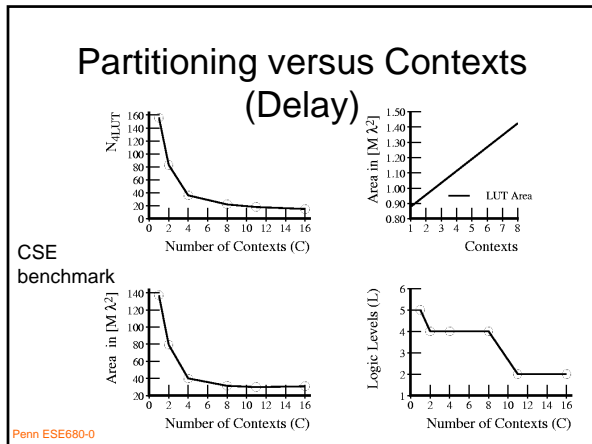 Partitioning versus Contexts
(Delay)
160
140
120
100
80
60
40
20
0
N4LUT
0 2 4 6 8 10 12 14 16
Number of Contexts (C)
1.50
1.40
1.30
1.20
1.10
1.00
0.90
0.80
Area in [M λ²]
LUT Area
1 2 3 4 5 6 7 8
Contexts
CSE
benchmark
140
120
100
80
60
40
20
Area in [M λ²]
0 2 4 6 8 10 12 14 16
Number of Contexts (C)
6
5
4
3
2
1
Logic Levels (L)
0 2 4 6 8 10 12 14 16
Number of Contexts (C)
Penn ESE680-0